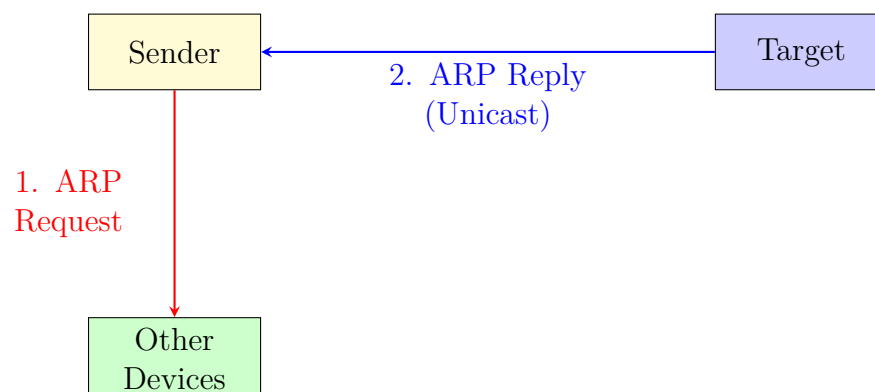 Sender
Target
2. ARP Reply
(Unicast)
1. ARP
Request
Other
Devices